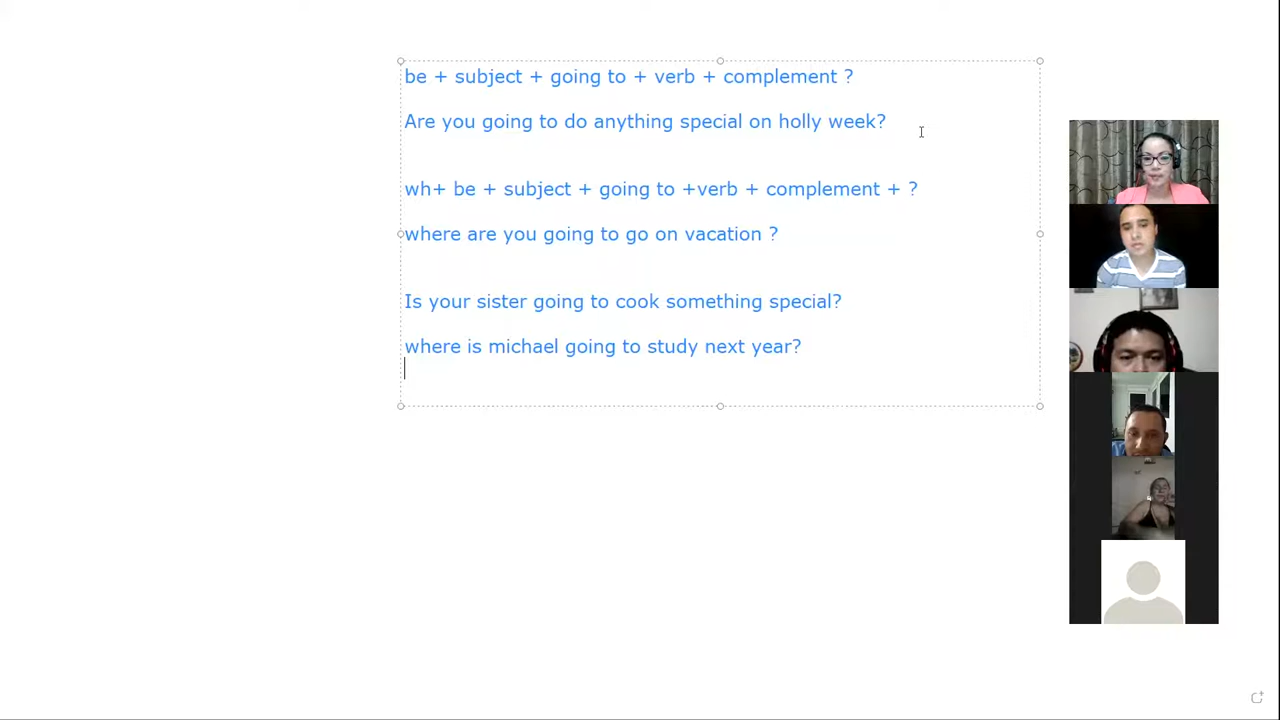 be + subject + going to + verb + complement ?
Are you going to do anything special on holly week?
wh+ be + subject + going to +verb + complement + ?
where are you going to go on vacation ?
Is your sister going to cook something special?
where is michael going to study next year?